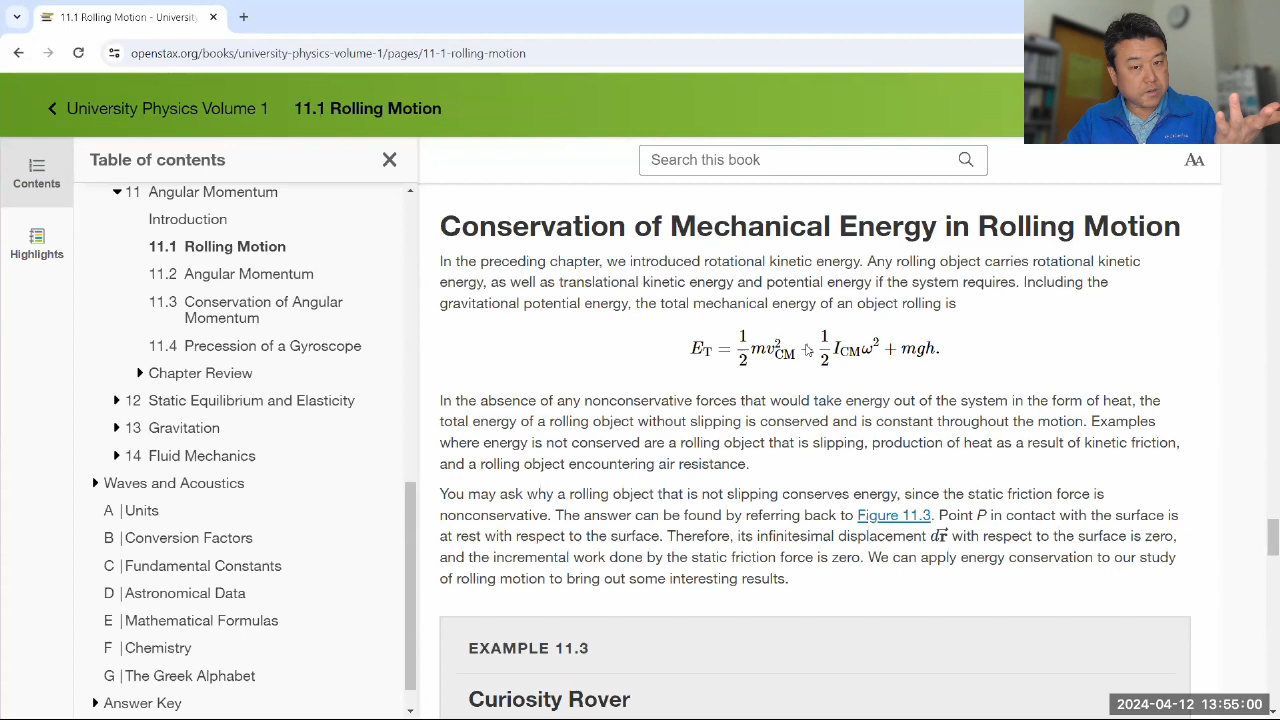 11.1 Rolling Motion - Universit
openstax.org/books/university-physics-volume-1/pages/11-1-rolling-motion
University Physics Volume 1 11.1 Rolling Motion
Contents
Highlights
Table of contents
11 Angular Momentum
Introduction
11.1 Rolling Motion
11.2 Angular Momentum
11.3 Conservation of Angular
Momentum
11.4 Precession of a Gyroscope
Chapter Review
12 Static Equilibrium and Elasticity
13 Gravitation
14 Fluid Mechanics
Waves and Acoustics
A | Units
B | Conversion Factors
C | Fundamental Constants
D | Astronomical Data
E | Mathematical Formulas
F | Chemistry
G | The Greek Alphabet
Answer Key
Search this book
AA
Conservation of Mechanical Energy in Rolling Motion
In the preceding chapter, we introduced rotational kinetic energy. Any rolling object carries rotational kinetic
energy, as well as translational kinetic energy and potential energy if the system requires. Including the
gravitational potential energy, the total mechanical energy of an object rolling is
E_T = 1/2 mv²_CM + 1/2 I_CM ω² + mgh.
In the absence of any nonconservative forces that would take energy out of the system in the form of heat, the
total energy of a rolling object without slipping is conserved and is constant throughout the motion. Examples
where energy is not conserved are a rolling object that is slipping, production of heat as a result of kinetic friction,
and a rolling object encountering air resistance.
You may ask why a rolling object that is not slipping conserves energy, since the static friction force is
nonconservative. The answer can be found by referring back to Figure 11.3. Point P in contact with the surface is
at rest with respect to the surface. Therefore, its infinitesimal displacement dr⃗ with respect to the surface is zero,
and the incremental work done by the static friction force is zero. We can apply energy conservation to our study
of rolling motion to bring out some interesting results.
EXAMPLE 11.3
Curiosity Rover
2024-04-12 13:55:00